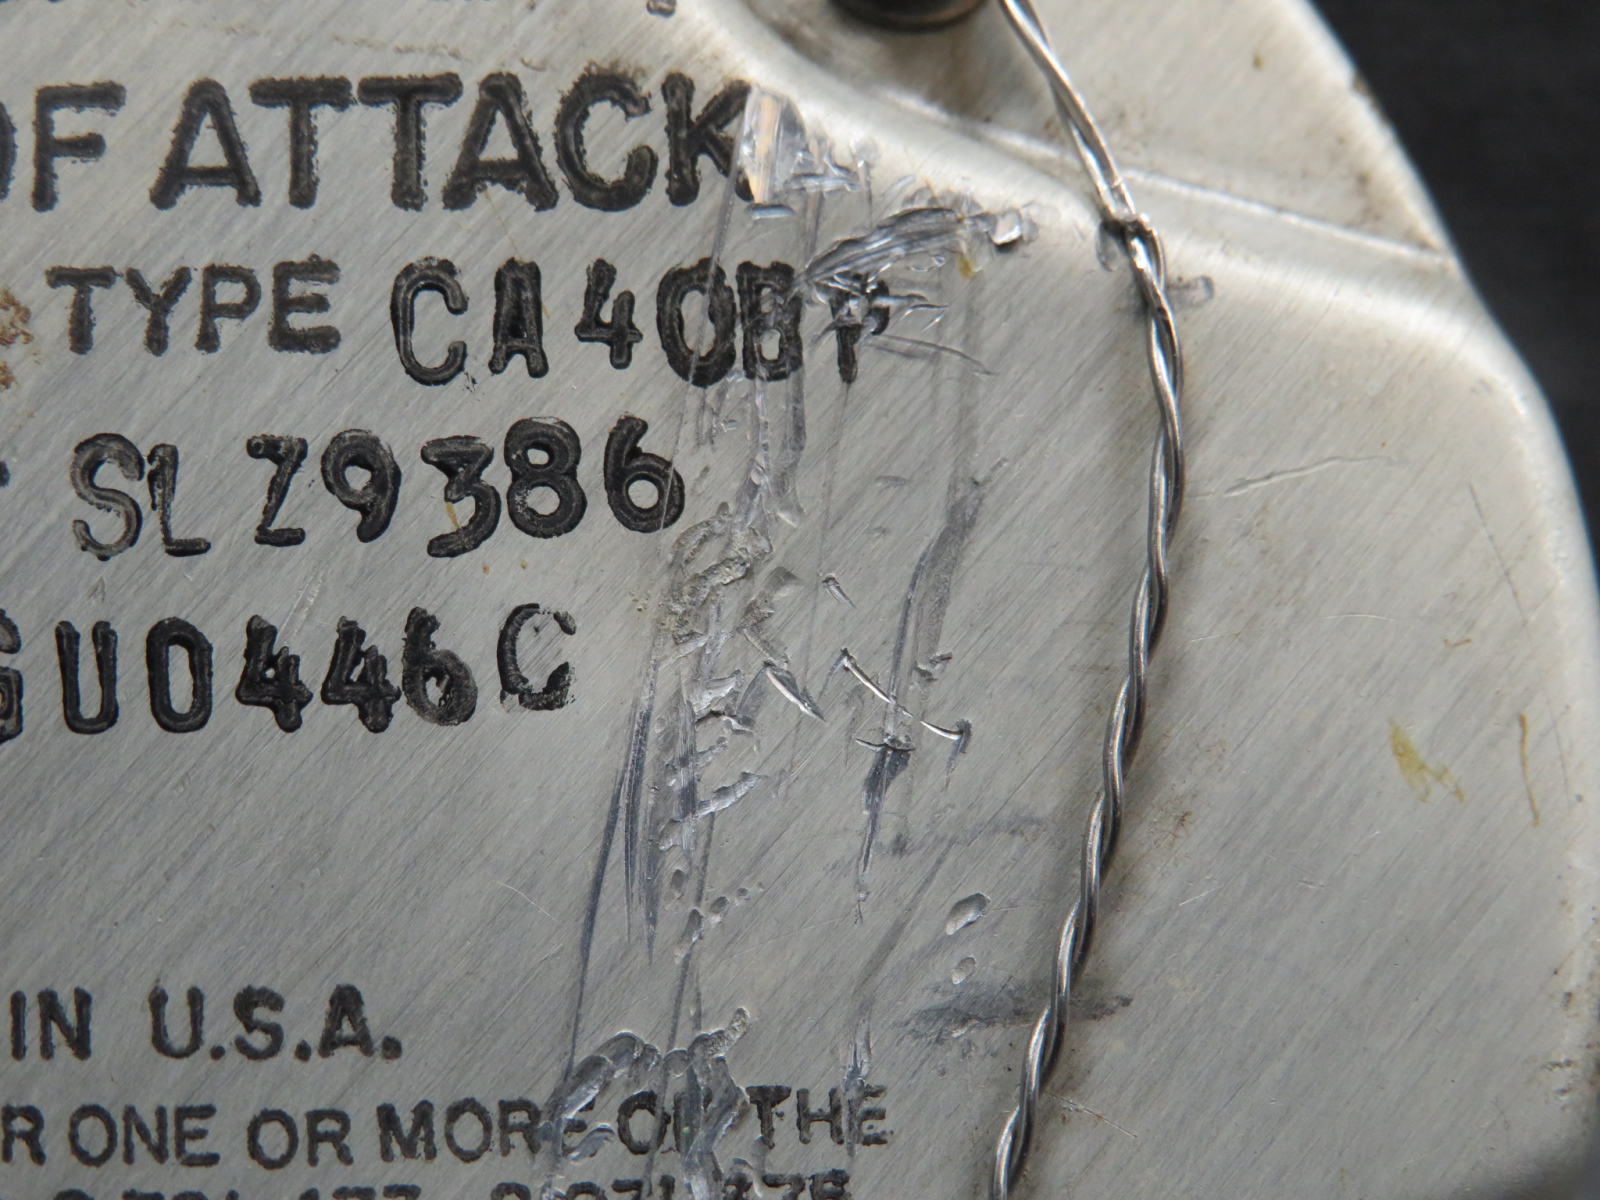 OF ATTACK
TYPE CA40B
SLZ9386
GU0446C
IN U.S.A.
R ONE OR MORE OF THE